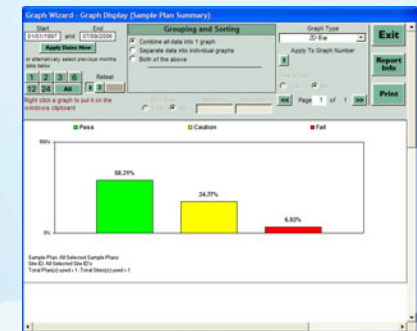 Graph Wizard - Graph Display (Sample Plan Summary)
Start End
01/01/1997 and 07/09/2006
Apply Dates Now
or alternatively select previous months data below
1 2 3 6 Retest
12 24 All 1 2
Right click a graph to put it on the windows clipboard
Grouping and Sorting
Combine all data into 1 graph
Separate data into individual graphs
Both of the above
Graph Type
2D Bar
Apply To Graph Number
1
<< Page 1 of 1 >>
Exit
Report Info
Print
Pass Caution Fail
100%
58.31%
34.77%
6.92%
0%
Sample Plan: All Selected Sample Plans
Site ID: All Selected Site ID's
Total Plan(s) used = 1 - Total Sites(s) used = 1